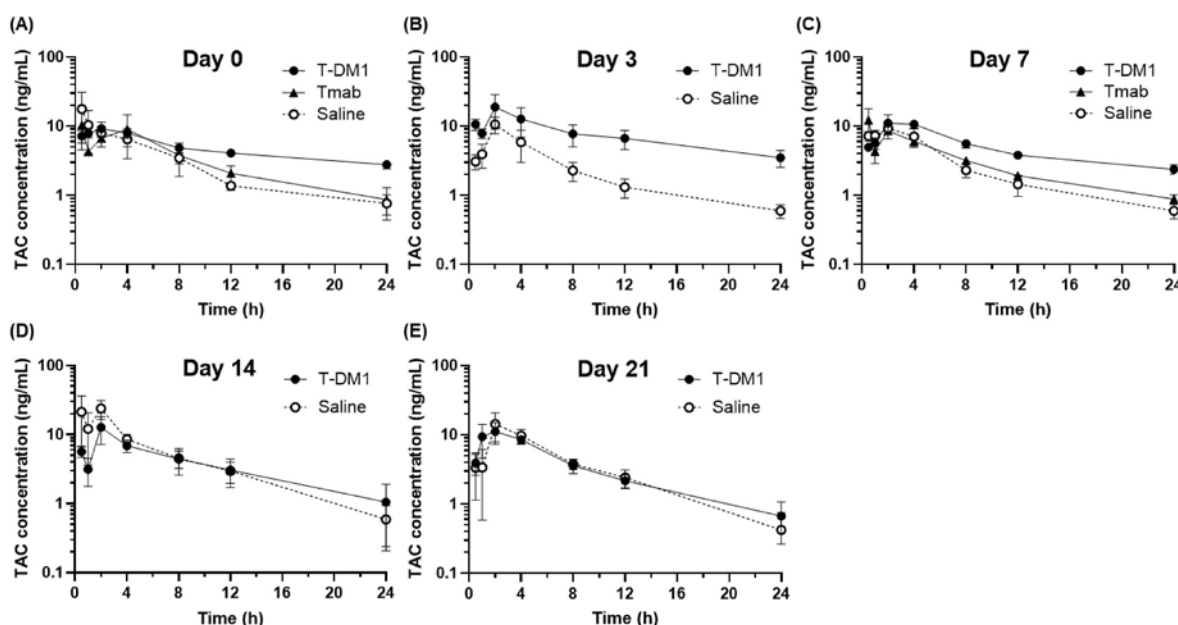 (A)
Day 0
TAC concentration (ng/mL)
100
10
1
0.1
T-DM1
Tmab
Saline
0 4 8 12 16 20 24
Time (h)
(B)
Day 3
TAC concentration (ng/mL)
100
10
1
0.1
T-DM1
Saline
0 4 8 12 16 20 24
Time (h)
(C)
Day 7
TAC concentration (ng/mL)
100
10
1
0.1
T-DM1
Tmab
Saline
0 4 8 12 16 20 24
Time (h)
(D)
Day 14
TAC concentration (ng/mL)
100
10
1
0.1
T-DM1
Saline
0 4 8 12 16 20 24
Time (h)
(E)
Day 21
TAC concentration (ng/mL)
100
10
1
0.1
T-DM1
Saline
0 4 8 12 16 20 24
Time (h)